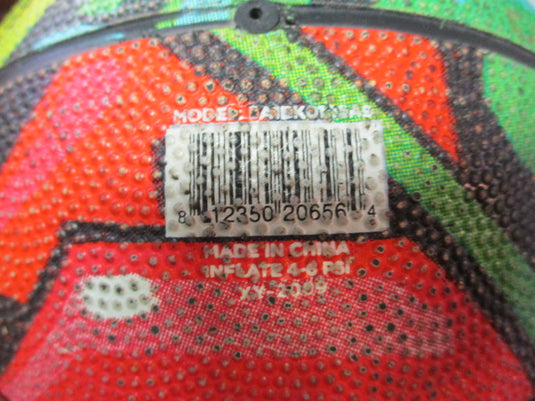 MODEL:
8 12350 20656 4
MADE IN CHINA
INFLATE 4-6 PSI
XY-2009